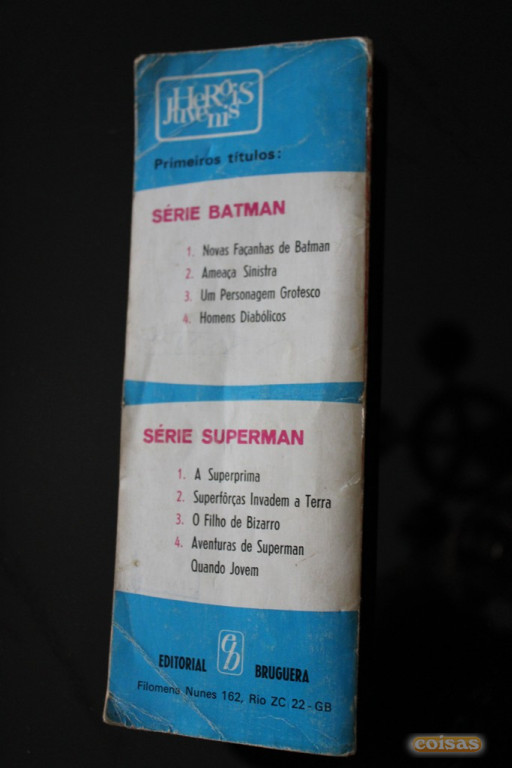 HeRoiS
Juvenis
Primeiros títulos:
SÉRIE BATMAN
1. Novas Façanhas de Batman
2. Ameaça Sinistra
3. Um Personagem Grotesco
4. Homens Diabólicos
SÉRIE SUPERMAN
1. A Superprima
2. Superfôrças Invadem a Terra
3. O Filho de Bizarro
4. Aventuras de Superman
Quando Jovem
EDITORIAL eb BRUGUERA
Filomena Nunes 162, Rio ZC 22 - GB
coisas